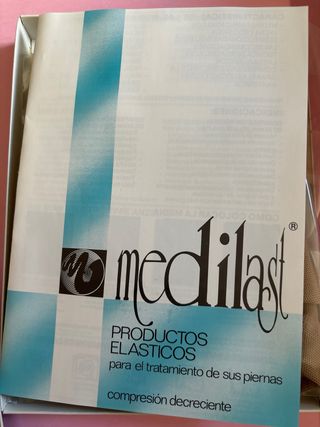 medilast®
PRODUCTOS
ELASTICOS
para el tratamiento de sus piernas
compresión decreciente